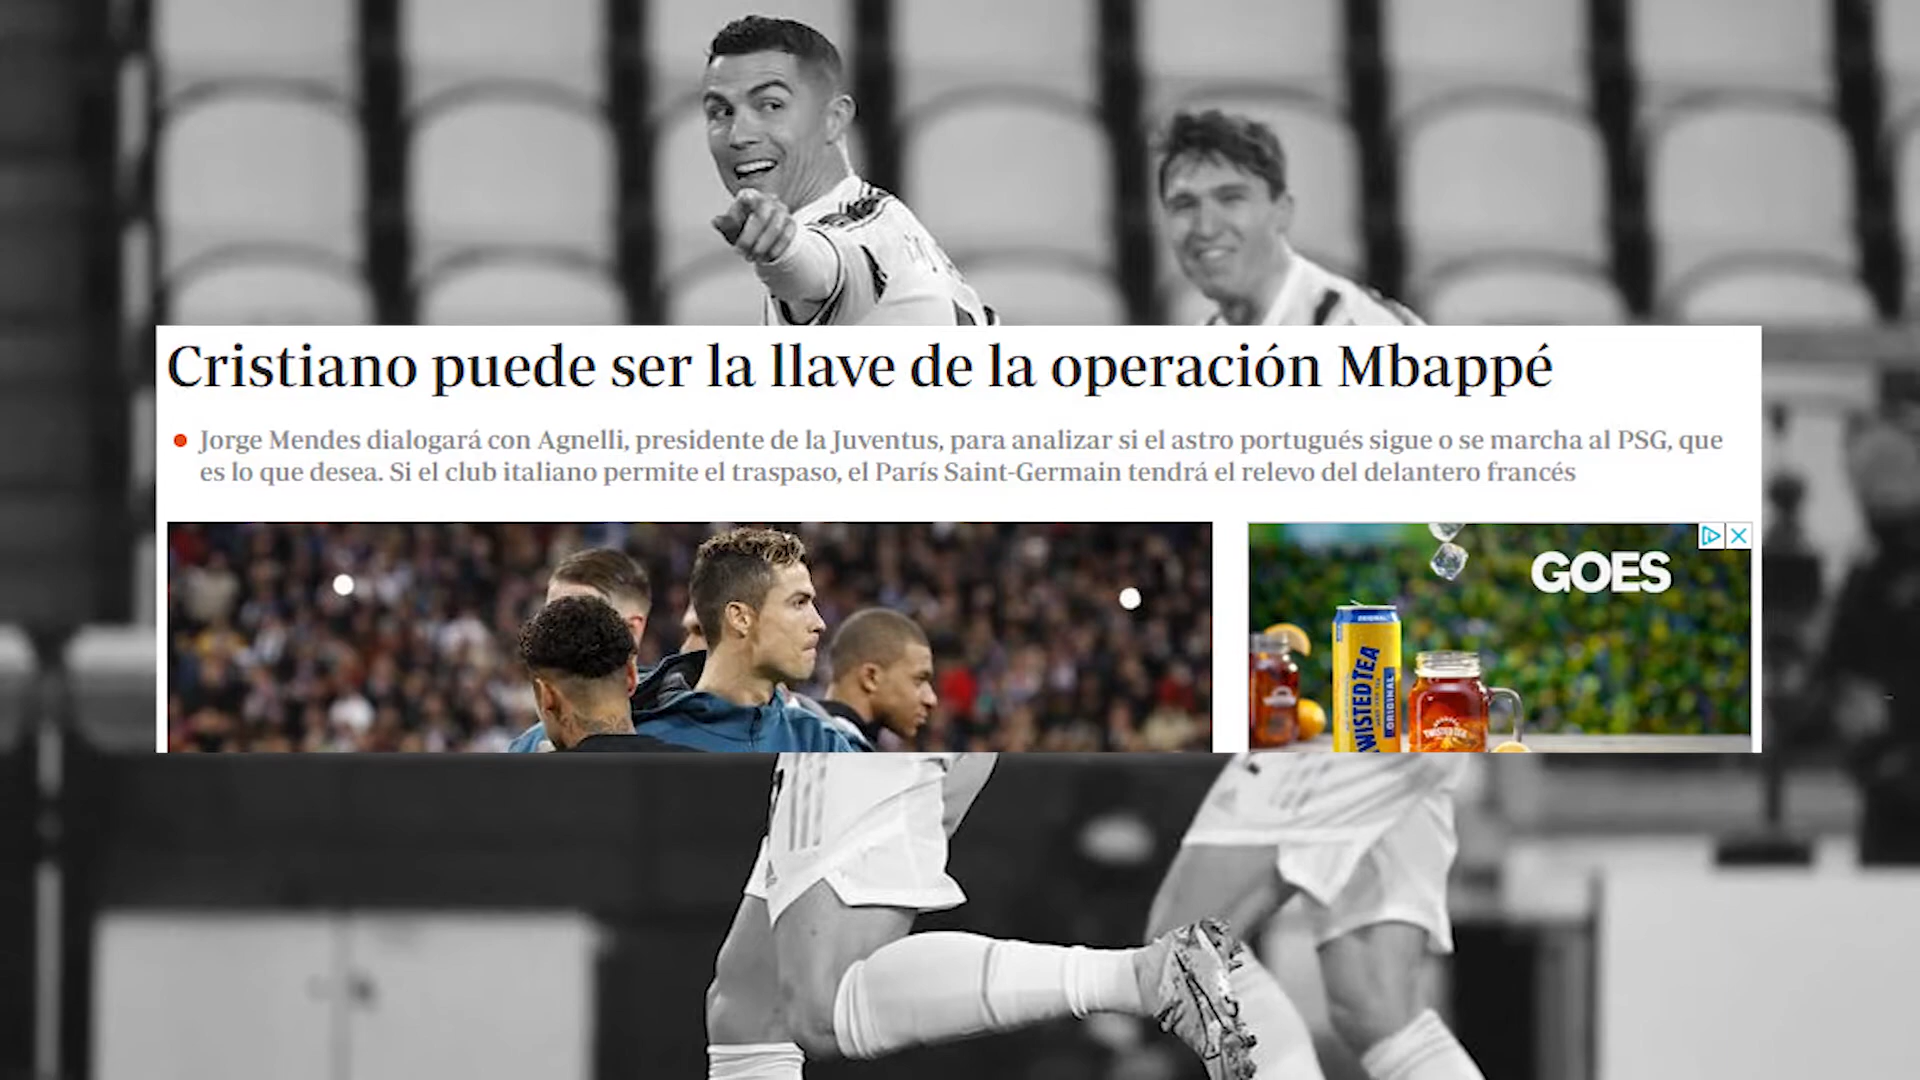 Cristiano puede ser la llave de la operación Mbappé
Jorge Mendes dialogará con Agnelli, presidente de la Juventus, para analizar si el astro portugués sigue o se marcha al PSG, que
es lo que desea. Si el club italiano permite el traspaso, el París Saint-Germain tendrá el relevo del delantero francés
GOES
ORIGINAL
TWISTED TEA
ORIGINAL
TWISTED TEA